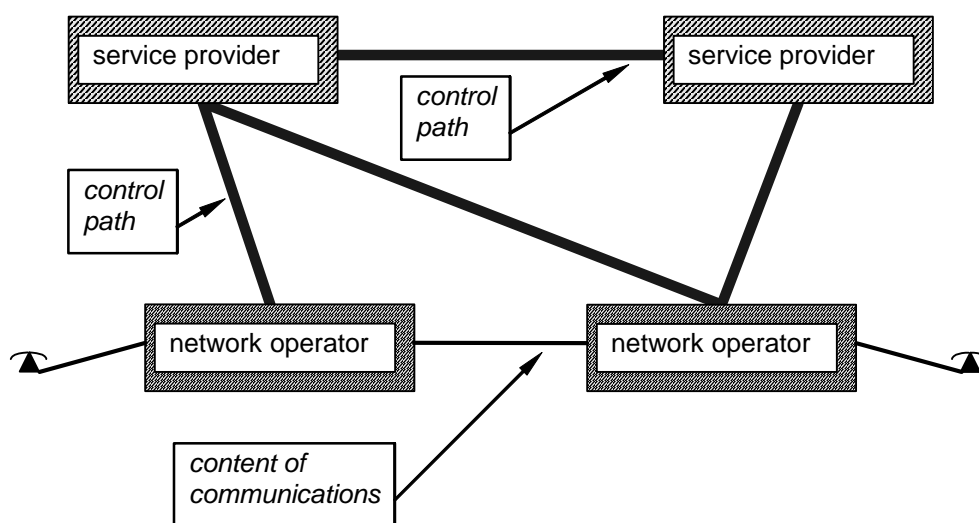 service provider
service provider
control
path
control
path
network operator
network operator
content of
communications